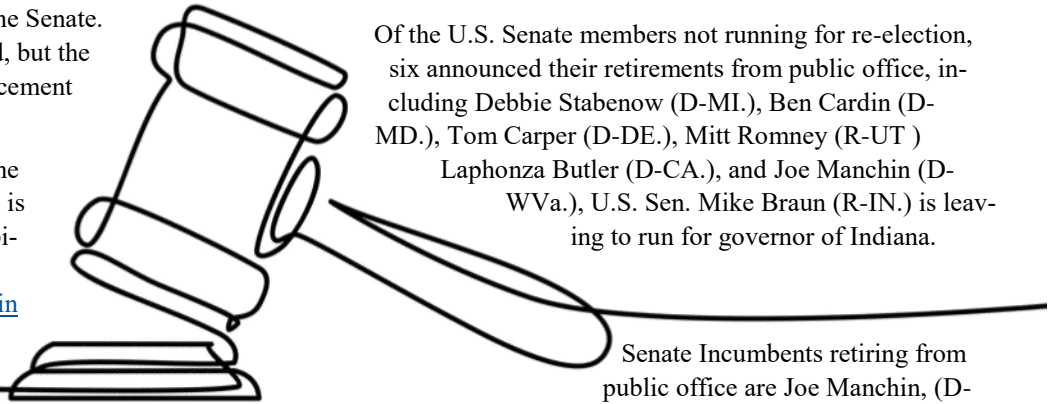 ne Senate.
d, but the
cement
ne
is
oi-
in
Of the U.S. Senate members not running for re-election,
six announced their retirements from public office, in-
cluding Debbie Stabenow (D-MI.), Ben Cardin (D-
MD.), Tom Carper (D-DE.), Mitt Romney (R-UT )
Laphonza Butler (D-CA.), and Joe Manchin (D-
WVa.), U.S. Sen. Mike Braun (R-IN.) is leav-
ing to run for governor of Indiana.
Senate Incumbents retiring from
public office are Joe Manchin, (D-